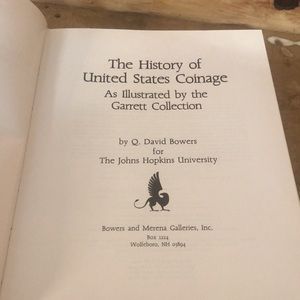 The History of
United States Coinage
As Illustrated by the
Garrett Collection
by Q. David Bowers
for
The Johns Hopkins University
Bowers and Merena Galleries, Inc.
Box 1224
Wolfeboro, NH 03894